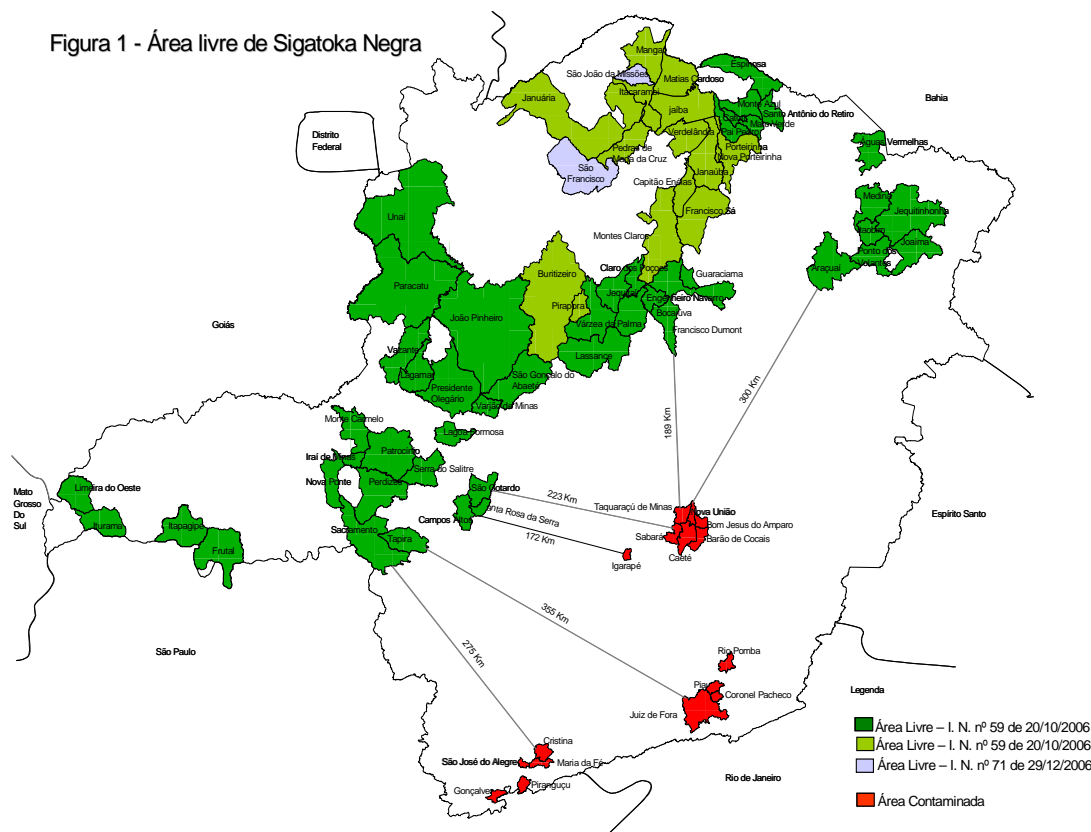 Figura 1 - Área livre de Sigatoka Negra
Manga
São João da Missões
Matias Cardoso
Espinosa
Januária
Itacarambi
jaíba
Monte Azul
Santo Antônio do Retiro
Mato Verde
Pai Pedro
Verdelândia
Bahia
Distrito
Federal
Porteirinha
Nova Porteirinha
Águas Vermelhas
Pedras de
Maria da Cruz
São
Francisco
Janaúba
Capitão Enéias
Francisco Sá
Medina
Jequitinhonha
Unaí
Montes Claros
Itaobim
Joaíma
Ponto dos
Volantes
Araçuaí
Buritizeiro
Claro dos Poções
Guaraciama
Paracatu
Jequitaí
Engenheiro Navarro
Pirapora
Bocaiúva
Goiás
João Pinheiro
Várzea da Palma
Francisco Dumont
Vazante
Lassance
Lagamar
São Gonçalo do
Abaeté
Presidente
Olegário
Varjão de Minas
189 Km
300 Km
Monte Carmelo
Lagoa Formosa
Iraí de Minas
Patrocínio
Serra do Salitre
Nova Ponte
Perdizes
São Gotardo
223 Km
Limeira do Oeste
Mato
Grosso
Do
Sul
Iturama
Itapagipe
Frutal
Campos Altos
Santa Rosa da Serra
172 Km
Sacramento
Tapira
Taquaraçú de Minas
Nova União
Bom Jesus do Amparo
Sabará
Barão de Cocais
Caeté
Igarapé
Espírito Santo
355 Km
275 Km
São Paulo
Rio Pomba
Piau
Coronel Pacheco
Juiz de Fora
Cristina
São José do Alegre
Maria da Fé
Gonçalves
Piranguçu
Rio de Janeiro
Legenda
Área Livre – I. N. nº 59 de 20/10/2006
Área Livre – I. N. nº 59 20/10/2006
Área Livre – I. N. nº 71 de 29/12/2006
Área Contaminada